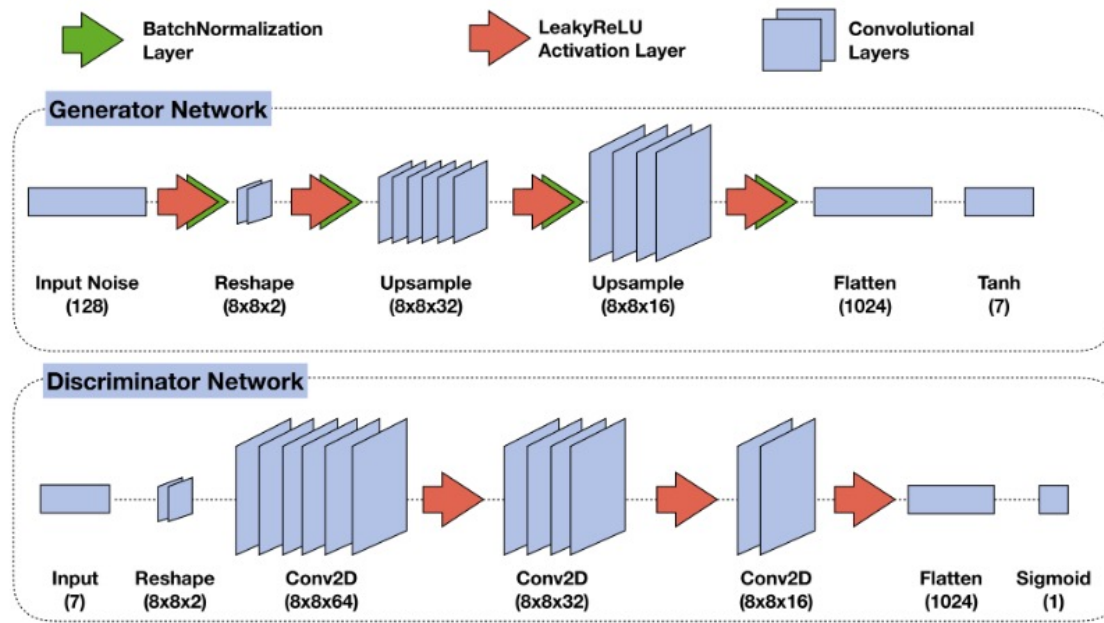 BatchNormalization
Layer
LeakyReLU
Activation Layer
Convolutional
Layers
Generator Network
Input Noise
(128)
Reshape
(8x8x2)
Upsample
(8x8x32)
Upsample
(8x8x16)
Flatten
(1024)
Tanh
(7)
Discriminator Network
Input
(7)
Reshape
(8x8x2)
Conv2D
(8x8x64)
Conv2D
(8x8x32)
Conv2D
(8x8x16)
Flatten
(1024)
Sigmoid
(1)